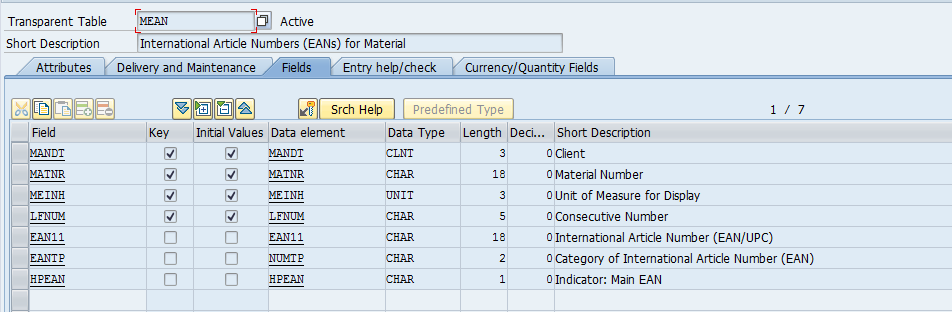 Transparent Table MEAN Active
Short Description International Article Numbers (EANs) for Material
Attributes Delivery and Maintenance Fields Entry help/check Currency/Quantity Fields
Srch Help Predefined Type 1 / 7
Field Key Initial Values Data element Data Type Length Deci... Short Description
MANDT MANDT CLNT 3 0 Client
MATNR MATNR CHAR 18 0 Material Number
MEINH MEINH UNIT 3 0 Unit of Measure for Display
LFNUM LFNUM CHAR 5 0 Consecutive Number
EAN11 EAN11 CHAR 18 0 International Article Number (EAN/UPC)
EANTP NUMTP CHAR 2 0 Category of International Article Number (EAN)
HPEAN HPEAN CHAR 1 0 Indicator: Main EAN